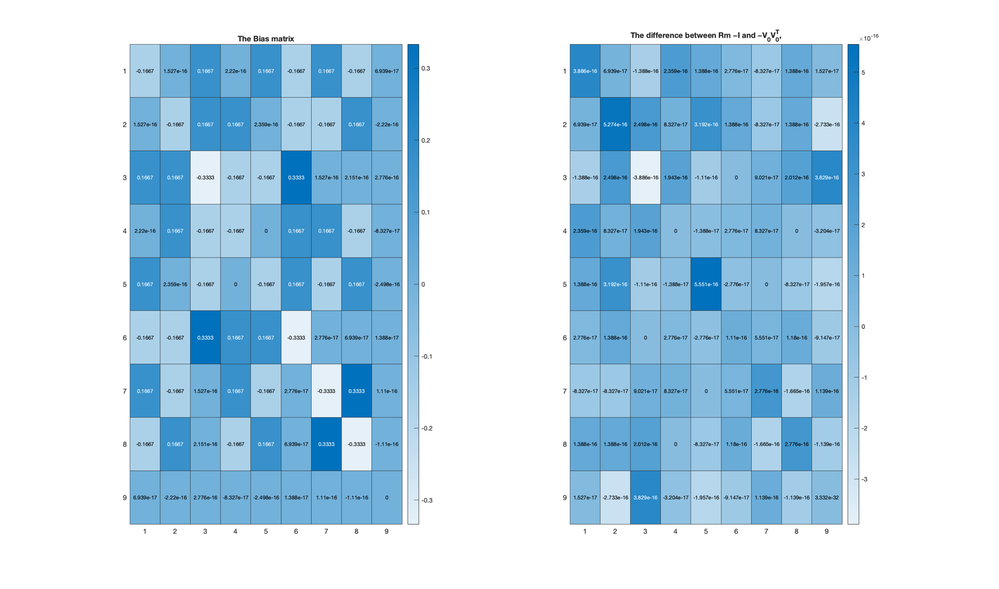 The Bias matrix
1 -0.1667 1.527e-16 0.1667 2.22e-16 0.1667 -0.1667 0.1667 -0.1667 6.939e-17
2 1.527e-16 -0.1667 0.1667 0.1667 2.359e-16 -0.1667 -0.1667 0.1667 -2.22e-16
3 0.1667 0.1667 -0.3333 -0.1667 -0.1667 0.3333 1.527e-16 2.151e-16 2.776e-16
4 2.22e-16 0.1667 -0.1667 -0.1667 0 0.1667 0.1667 -0.1667 -8.327e-17
5 0.1667 2.359e-16 -0.1667 0 -0.1667 0.1667 -0.1667 0.1667 -2.498e-16
6 -0.1667 -0.1667 0.3333 0.1667 0.1667 -0.3333 2.776e-17 6.939e-17 1.388e-17
7 0.1667 -0.1667 1.527e-16 0.1667 -0.1667 2.776e-17 -0.3333 0.3333 1.11e-16
8 -0.1667 0.1667 2.151e-16 -0.1667 0.1667 6.939e-17 0.3333 -0.3333 -1.11e-16
9 6.939e-17 -2.22e-16 2.776e-16 -8.327e-17 -2.498e-16 1.388e-17 1.11e-16 -1.11e-16 0
1 2 3 4 5 6 7 8 9
0.3
0.2
0.1
0
-0.1
-0.2
-0.3
The difference between Rm −I and −V₀V₀ᵀ,
1 3.886e-16 6.939e-17 -1.388e-16 2.359e-16 1.388e-16 2.776e-17 -8.327e-17 1.388e-16 1.527e-17
2 6.939e-17 5.274e-16 2.498e-16 8.327e-17 3.192e-16 1.388e-16 -8.327e-17 1.388e-16 -2.733e-16
3 -1.388e-16 2.498e-16 -3.886e-16 1.943e-16 -1.11e-16 0 9.021e-17 2.012e-16 3.829e-16
4 2.359e-16 8.327e-17 1.943e-16 0 -1.388e-17 2.776e-17 8.327e-17 0 -3.204e-17
5 1.388e-16 3.192e-16 -1.11e-16 -1.388e-17 5.551e-16 -2.776e-17 0 -8.327e-17 -1.957e-16
6 2.776e-17 1.388e-16 0 2.776e-17 -2.776e-17 1.11e-16 5.551e-17 1.18e-16 -9.147e-17
7 -8.327e-17 -8.327e-17 9.021e-17 8.327e-17 0 5.551e-17 2.776e-16 -1.665e-16 1.139e-16
8 1.388e-16 1.388e-16 2.012e-16 0 -8.327e-17 1.18e-16 -1.665e-16 2.776e-16 -1.139e-16
9 1.527e-17 -2.733e-16 3.829e-16 -3.204e-17 -1.957e-16 -9.147e-17 1.139e-16 -1.139e-16 3.332e-32
1 2 3 4 5 6 7 8 9
×10⁻¹⁶
5
4
3
2
1
0
-1
-2
-3